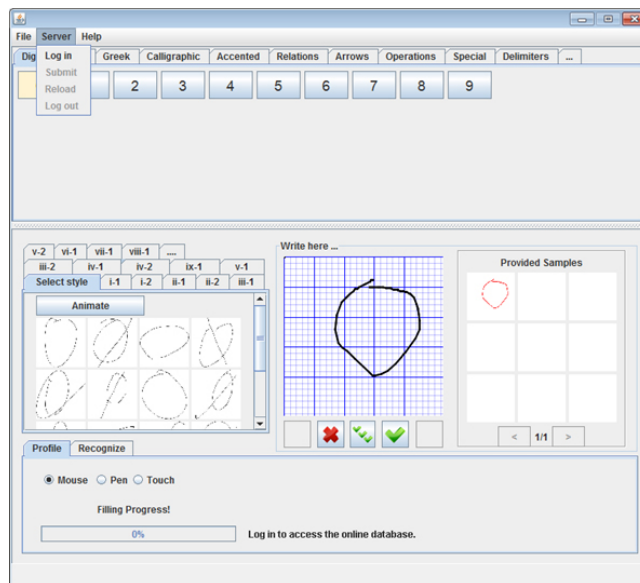 File Server Help
Log in
Submit
Reload
Log out
Greek Calligraphic Accented Relations Arrows Operations Special Delimiters ...
2 3 4 5 6 7 8 9
v-2 vi-1 vii-1 viii-1 ....
iii-2 iv-1 iv-2 ix-1 v-1
Select style i-1 i-2 ii-1 ii-2 iii-1
Animate
Write here ...
Provided Samples
< 1/1 >
Profile Recognize
Mouse Pen Touch
Filling Progress!
0% Log in to access the online database.